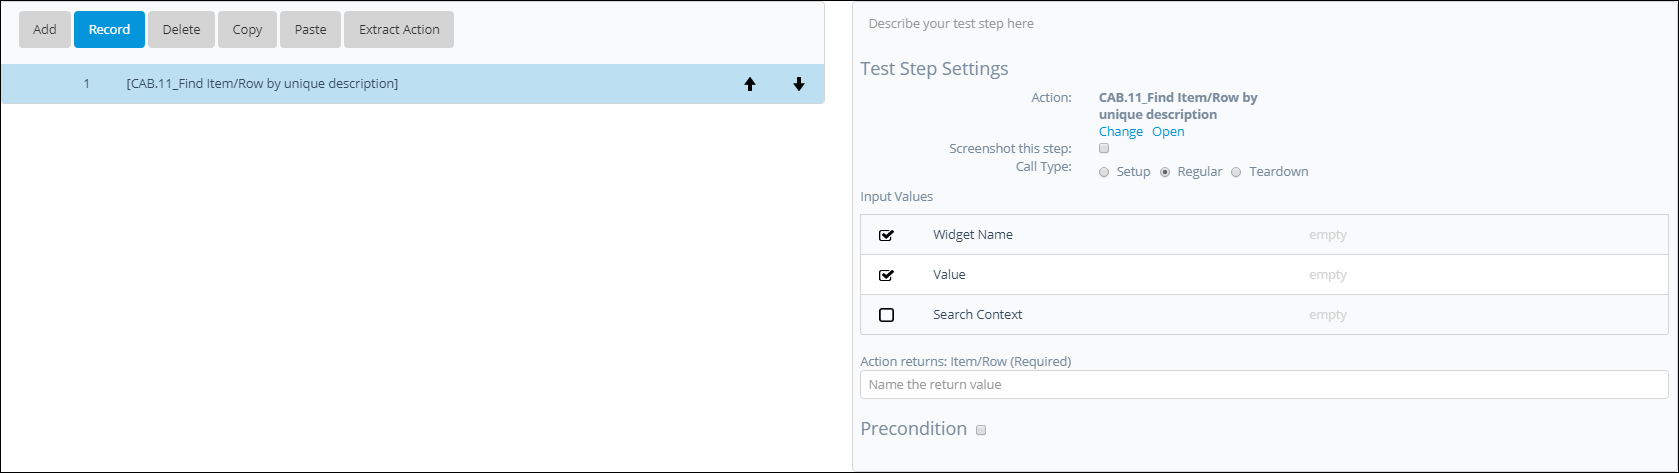 Add Record Delete Copy Paste Extract Action
1 [CAB.11_Find Item/Row by unique description]
Describe your test step here
Test Step Settings
Action: CAB.11_Find Item/Row by
unique description
Change Open
Screenshot this step:
Call Type: Setup Regular Teardown
Input Values
Widget Name empty
Value empty
Search Context empty
Action returns: Item/Row (Required)
Name the return value
Precondition